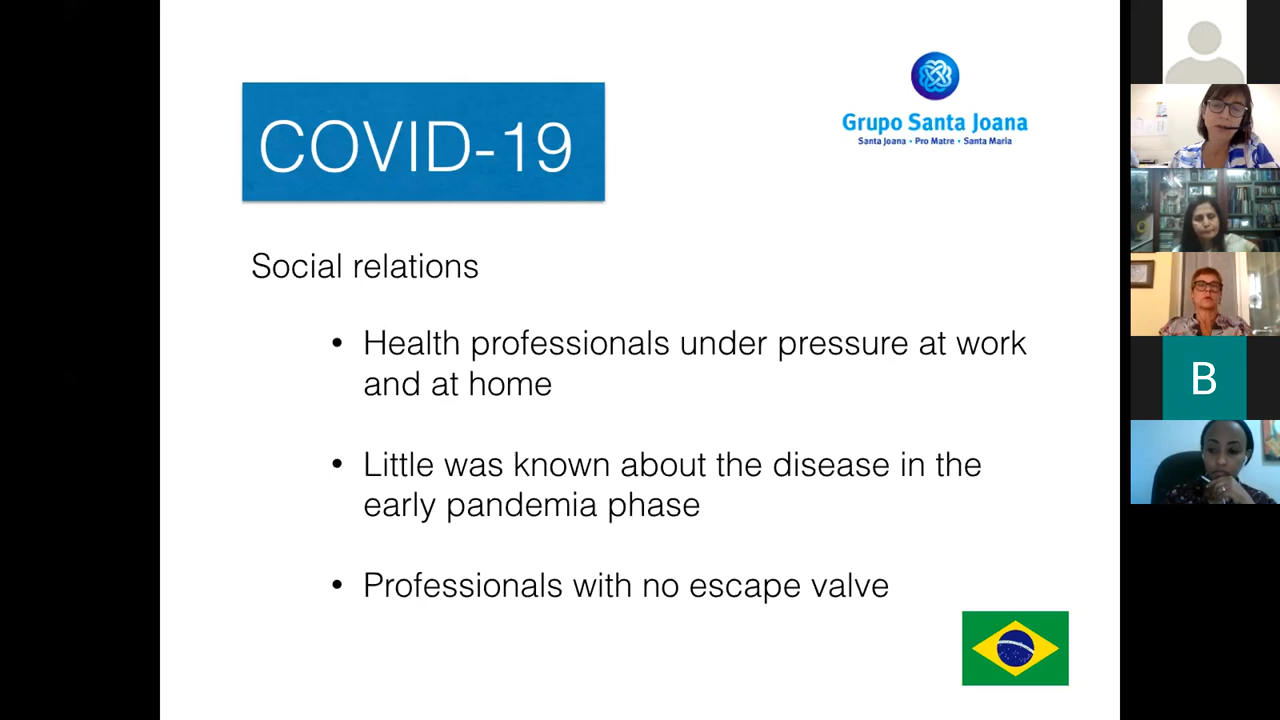 COVID-19
Grupo Santa Joana
Santa Joana • Pro Matre • Santa Maria
Social relations
• Health professionals under pressure at work
and at home
• Little was known about the disease in the
early pandemia phase
• Professionals with no escape valve
B